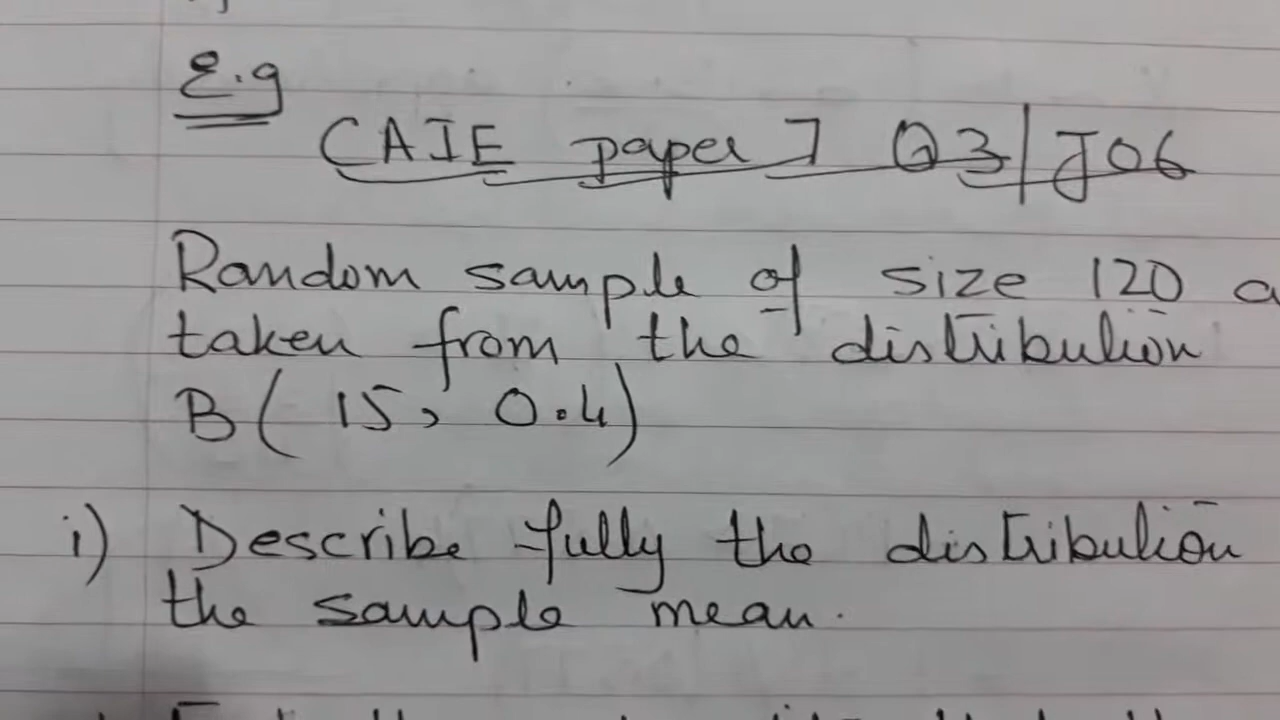 E.g
CAIE paper 7 Q3/J06
Random sample of size 120 a
taken from the distribution
B(15, 0.4)
i) Describe fully the distribution
the sample mean.